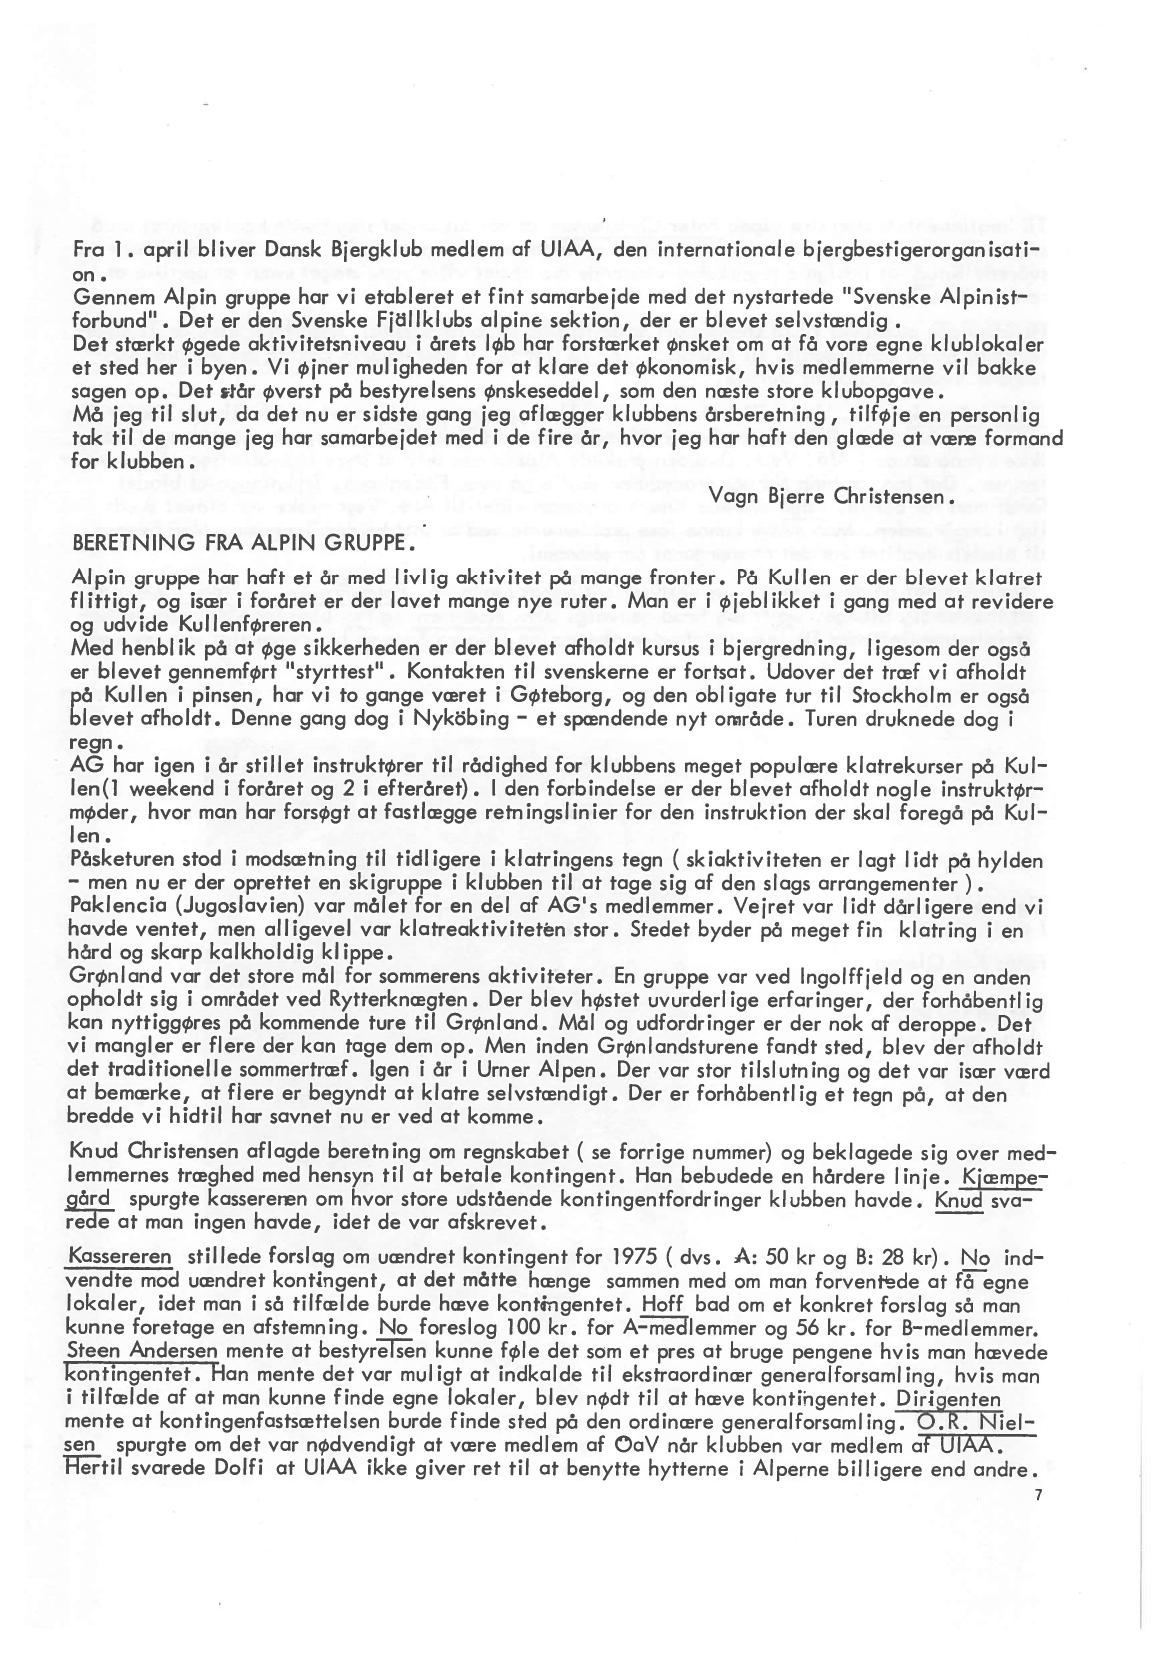 Fra 1. april bliver Dansk Bjergklub medlem af UIAA, den internationale bjergbestigerorganisati-
on.
Gennem Alpin gruppe har vi etableret et fint samarbejde med det nystartede "Svenske Alpinist-
forbund". Det er den Svenske Fjällklubs alpine sektion, der er blevet selvstændig.
Det stærkt øgede aktivitetsniveau i årets løb har forstærket ønsket om at få vore egne klublokaler
et sted her i byen. Vi øjner muligheden for at klare det økonomisk, hvis medlemmerne vil bakke
sagen op. Det står øverst på bestyrelsens ønskeseddel, som den næste store klubopgave.
Må jeg til slut, da det nu er sidste gang jeg aflægger klubbens årsberetning, tilføje en personlig
tak til de mange jeg har samarbejdet med i de fire år, hvor jeg har haft den glæde at være formand
for klubben.
Vagn Bjerre Christensen.
BERETNING FRA ALPIN GRUPPE.
Alpin gruppe har haft et år med livlig aktivitet på mange fronter. På Kullen er der blevet klatret
flittigt, og især i foråret er der lavet mange nye ruter. Man er i øjeblikket i gang med at revidere
og udvide Kullenføreren.
Med henblik på at øge sikkerheden er der blevet afholdt kursus i bjergredning, ligesom der også
er blevet gennemført "styrttest". Kontakten til svenskerne er fortsat. Udover det træf vi afholdt
på Kullen i pinsen, har vi to gange været i Gøteborg, og den obligate tur til Stockholm er også
blevet afholdt. Denne gang dog i Nyköbing - et spændende nyt område. Turen druknede dog i
regn.
AG har igen i år stillet instruktører til rådighed for klubbens meget populære klatrekurser på Kul-
len(1 weekend i foråret og 2 i efteråret). I den forbindelse er der blevet afholdt nogle instruktør-
møder, hvor man har forsøgt at fastlægge retningslinier for den instruktion der skal foregå på Kul-
len.
Påsketuren stod i modsætning til tidligere i klatringens tegn ( skiaktiviteten er lagt lidt på hylden
- men nu er der oprettet en skigruppe i klubben til at tage sig af den slags arrangementer ).
Paklencia (Jugoslavien) var målet for en del af AG's medlemmer. Vejret var lidt dårligere end vi
havde ventet, men alligevel var klatreaktiviteten stor. Stedet byder på meget fin klatring i en
hård og skarp kalkholdig klippe.
Grønland var det store mål for sommerens aktiviteter. En gruppe var ved Ingolffjeld og en anden
opholdt sig i området ved Rytterknægten. Der blev høstet uvurderlige erfaringer, der forhåbentlig
kan nyttiggøres på kommende ture til Grønland. Mål og udfordringer er der nok af deroppe. Det
vi mangler er flere der kan tage dem op. Men inden Grønlandsturene fandt sted, blev der afholdt
det traditionelle sommertræf. Igen i år i Urner Alpen. Der var stor tilslutning og det var især værd
at bemærke, at flere er begyndt at klatre selvstændigt. Der er forhåbentlig et tegn på, at den
bredde vi hidtil har savnet nu er ved at komme.
Knud Christensen aflagde beretning om regnskabet ( se forrige nummer) og beklagede sig over med-
lemmernes træghed med hensyn til at betale kontingent. Han bebudede en hårdere linje. Kjæmpe-
gård spurgte kassereren om hvor store udstående kontingentfordringer klubben havde. Knud sva-
rede at man ingen havde, idet de var afskrevet.
Kassereren stillede forslag om uændret kontingent for 1975 ( dvs. A: 50 kr og B: 28 kr). No ind-
vendte mod uændret kontingent, at det måtte hænge sammen med om man forventede at få egne
lokaler, idet man i så tilfælde burde hæve kontingentet. Hoff bad om et konkret forslag så man
kunne foretage en afstemning. No foreslog 100 kr. for A-medlemmer og 56 kr. for B-medlemmer.
Steen Andersen mente at bestyrelsen kunne føle det som et pres at bruge pengene hvis man hævede
kontingentet. Han mente det var muligt at indkalde til ekstraordinær generalforsamling, hvis man
i tilfælde af at man kunne finde egne lokaler, blev nødt til at hæve kontingentet. Dirigenten
mente at kontingenfastsættelsen burde finde sted på den ordinære generalforsamling. O.R. Niel-
sen spurgte om det var nødvendigt at være medlem af ÖaV når klubben var medlem af UIAA.
Hertil svarede Dolfi at UIAA ikke giver ret til at benytte hytterne i Alperne billigere end andre.
7